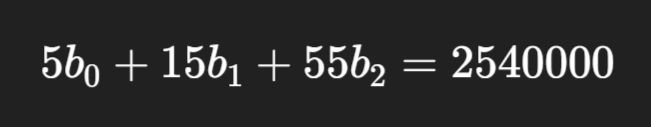 5b₀ + 15b₁ + 55b₂ = 2540000